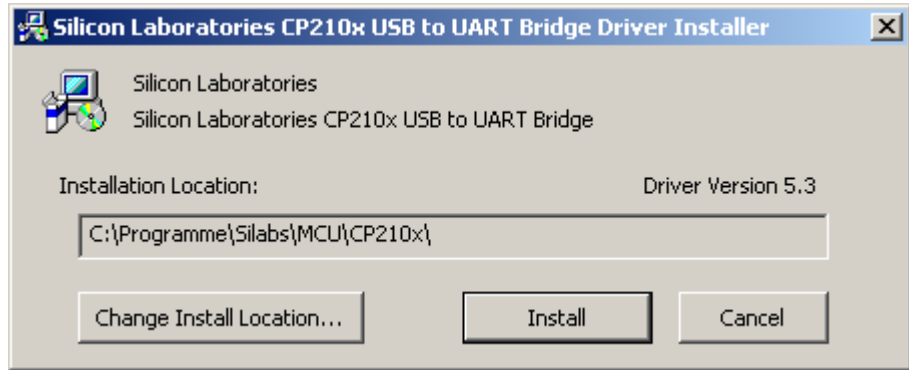 Silicon Laboratories CP210x USB to UART Bridge Driver Installer
Silicon Laboratories
Silicon Laboratories CP210x USB to UART Bridge
Installation Location: Driver Version 5.3
C:\Programme\Silabs\MCU\CP210x\
Change Install Location... Install Cancel